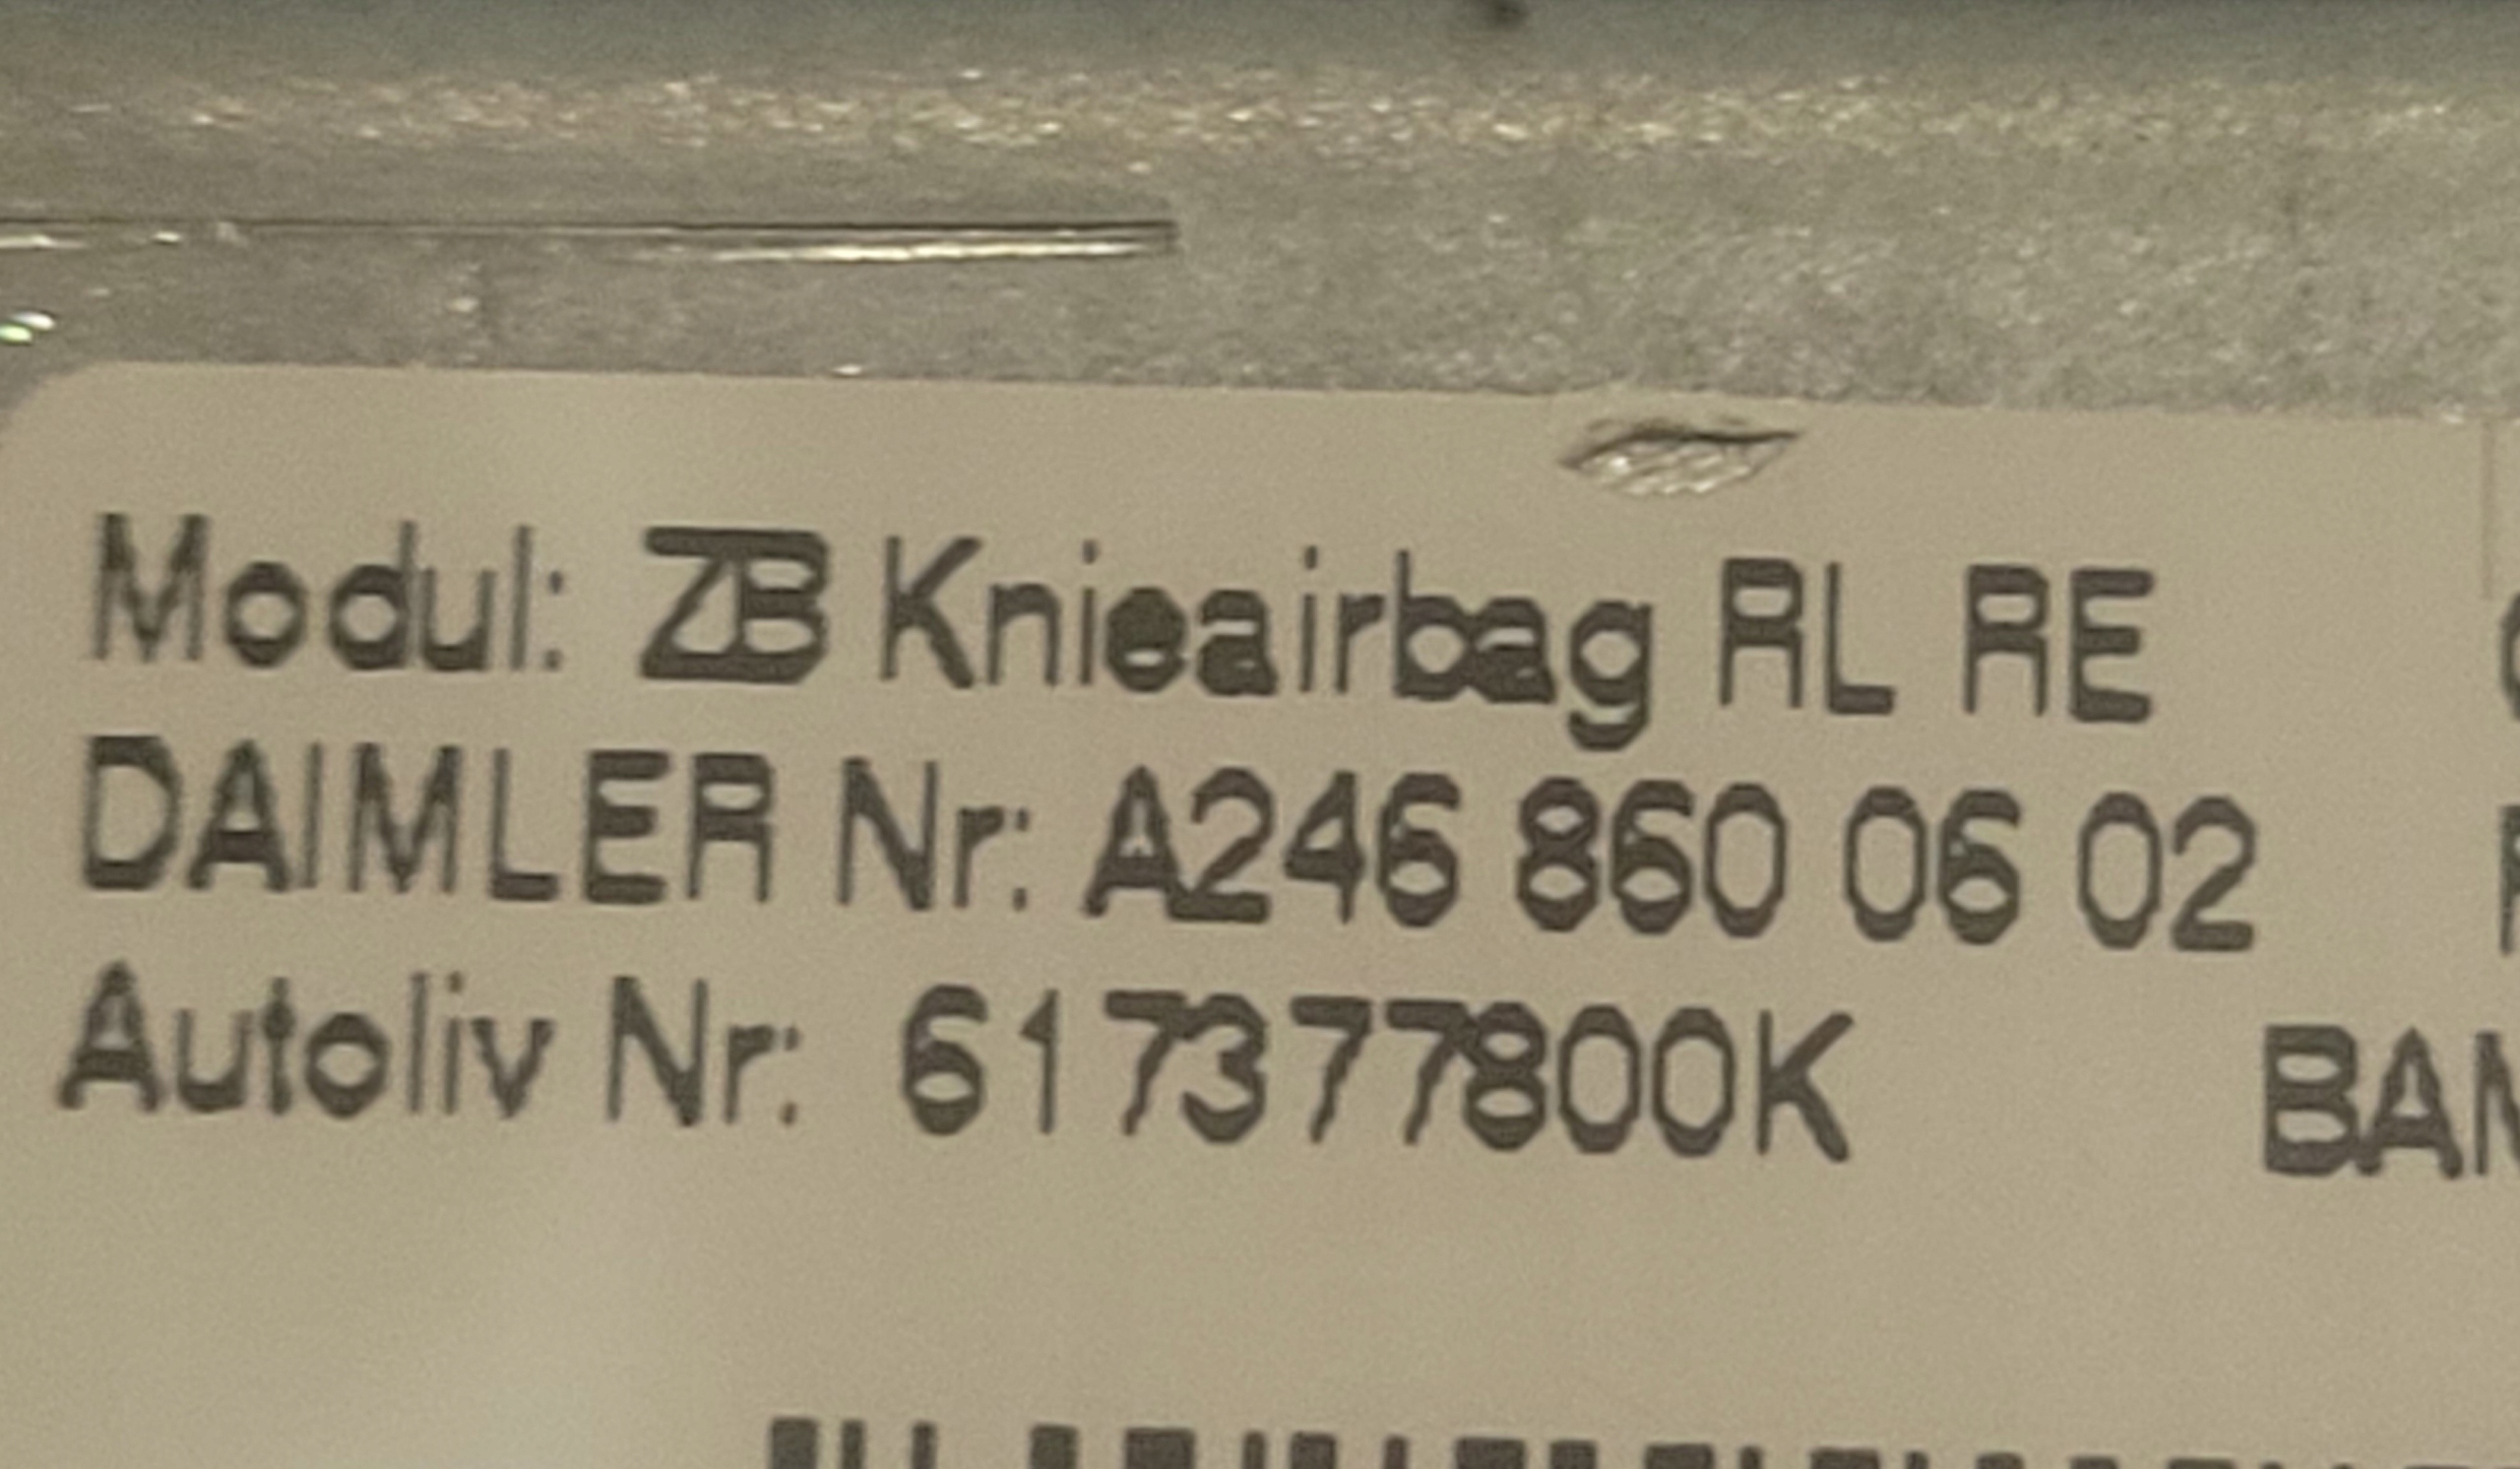 Modul: ZB Knieairbag RL RE
DAIMLER Nr: A246 860 06 02
Autoliv Nr: 617377800K